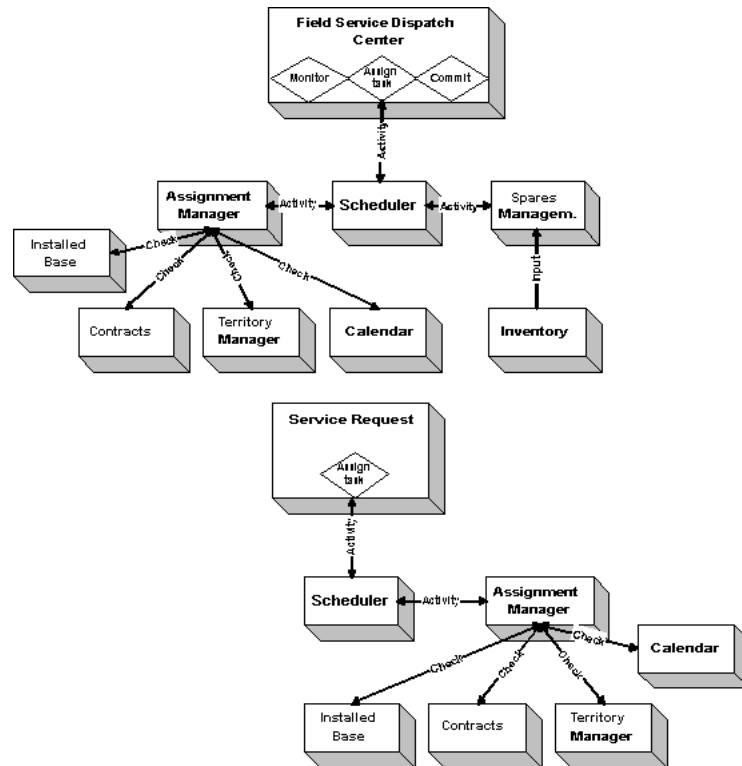 Field Service Dispatch
Center
Monitor
Assign
task
Commit
Activity
Assignment
Manager
Activity
Scheduler
Activity
Spares
Managem.
Installed
Base
Check
Check
Check
Check
Input
Contracts
Territory
Manager
Calendar
Inventory
Service Request
Assign
task
Activity
Scheduler
Activity
Assignment
Manager
Check
Check
Check
Check
Calendar
Installed
Base
Contracts
Territory
Manager